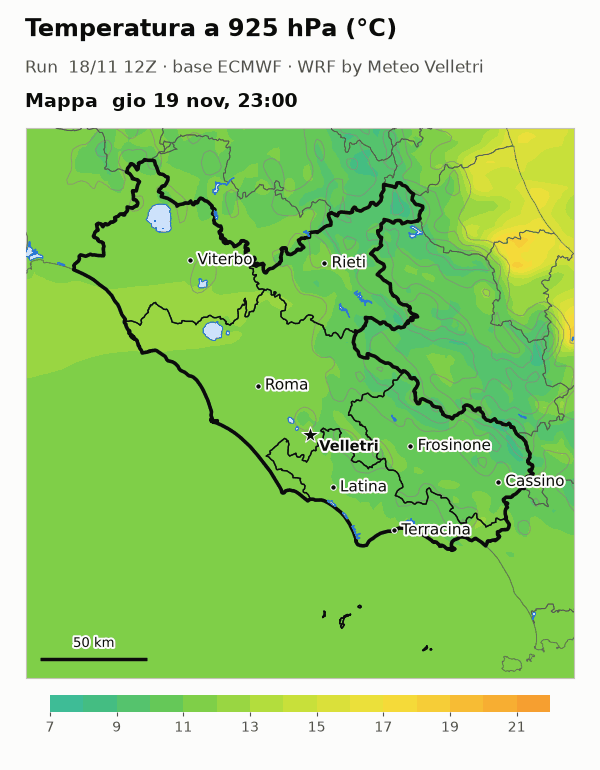 Temperatura a 925 hPa (°C)
Run  18/11 12Z · base ECMWF · WRF by Meteo Velletri
Mappa  gio 19 nov, 23:00
Viterbo
Rieti
Roma
Velletri
Frosinone
Cassino
Latina
Terracina
50 km
7 9 11 13 15 17 19 21